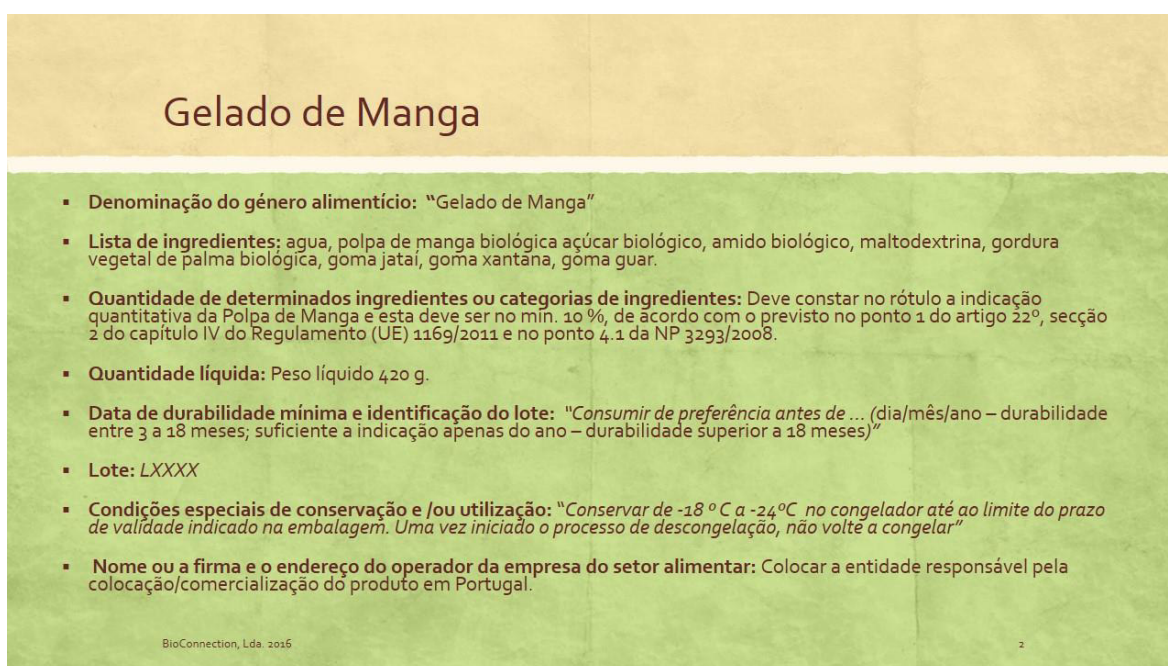 Gelado de Manga
▪ Denominação do género alimentício: “Gelado de Manga”
▪ Lista de ingredientes: agua, polpa de manga biológica açúcar biológico, amido biológico, maltodextrina, gordura
vegetal de palma biológica, goma jataí, goma xantana, goma guar.
▪ Quantidade de determinados ingredientes ou categorias de ingredientes: Deve constar no rótulo a indicação
quantitativa da Polpa de Manga e esta deve ser no min. 10 %, de acordo com o previsto no ponto 1 do artigo 22º, secção
2 do capítulo IV do Regulamento (UE) 1169/2011 e no ponto 4.1 da NP 3293/2008.
▪ Quantidade líquida: Peso líquido 420 g.
▪ Data de durabilidade mínima e identificação do lote: “Consumir de preferência antes de ... (dia/mês/ano – durabilidade
entre 3 a 18 meses; suficiente a indicação apenas do ano – durabilidade superior a 18 meses)”
▪ Lote: LXXXX
▪ Condições especiais de conservação e /ou utilização: “Conservar de -18 º C a -24ºC no congelador até ao limite do prazo
de validade indicado na embalagem. Uma vez iniciado o processo de descongelação, não volte a congelar”
▪ Nome ou a firma e o endereço do operador da empresa do setor alimentar: Colocar a entidade responsável pela
colocação/comercialização do produto em Portugal.
BioConnection, Lda. 2016
2